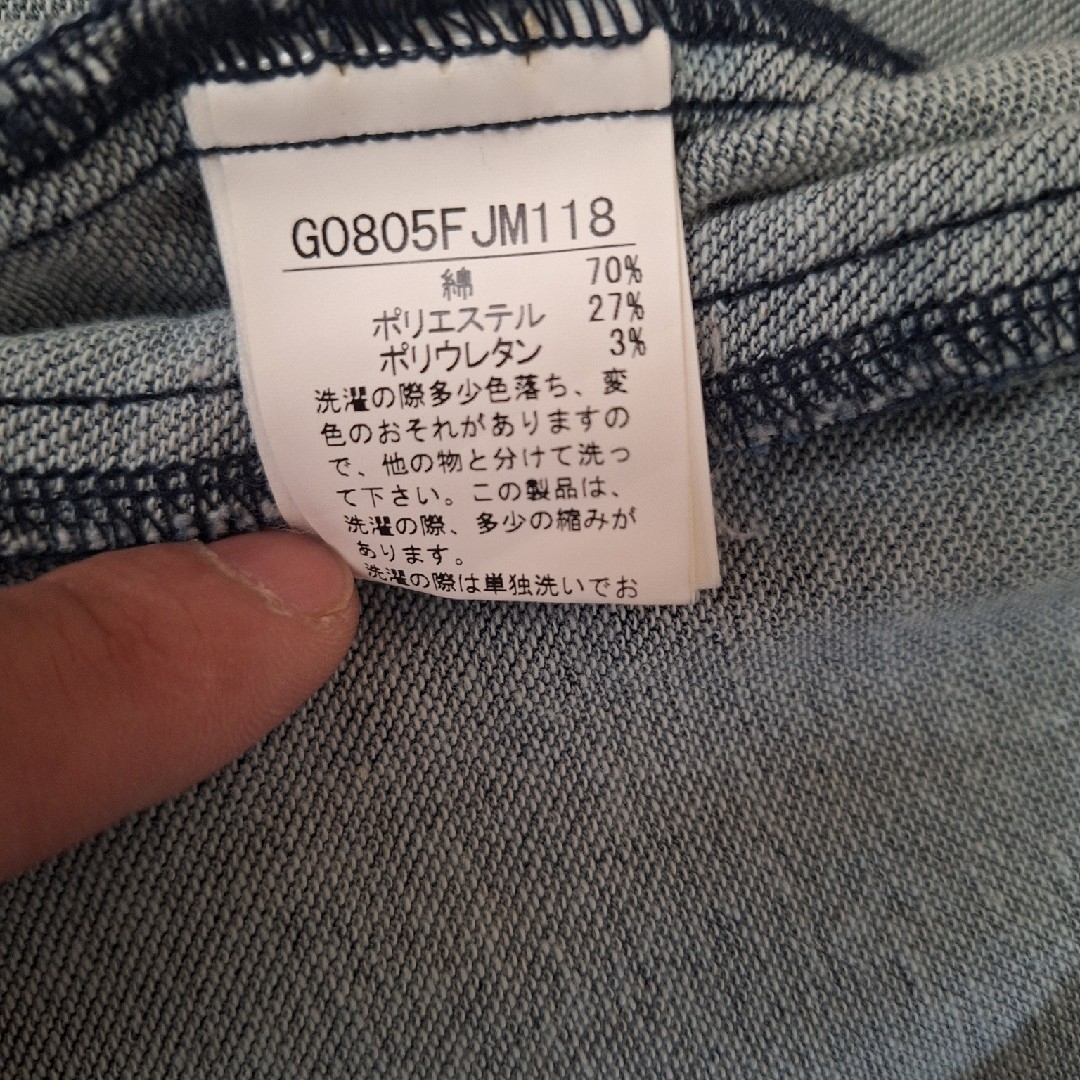 G0805FJM118
綿 70%
ポリエステル 27%
ポリウレタン 3%
洗濯の際多少色落ち、変
色のおそれがありますの
で、他の物と分けて洗っ
て下さい。この製品は、
洗濯の際、多少の縮みが
あります。
洗濯の際は単独洗いでお